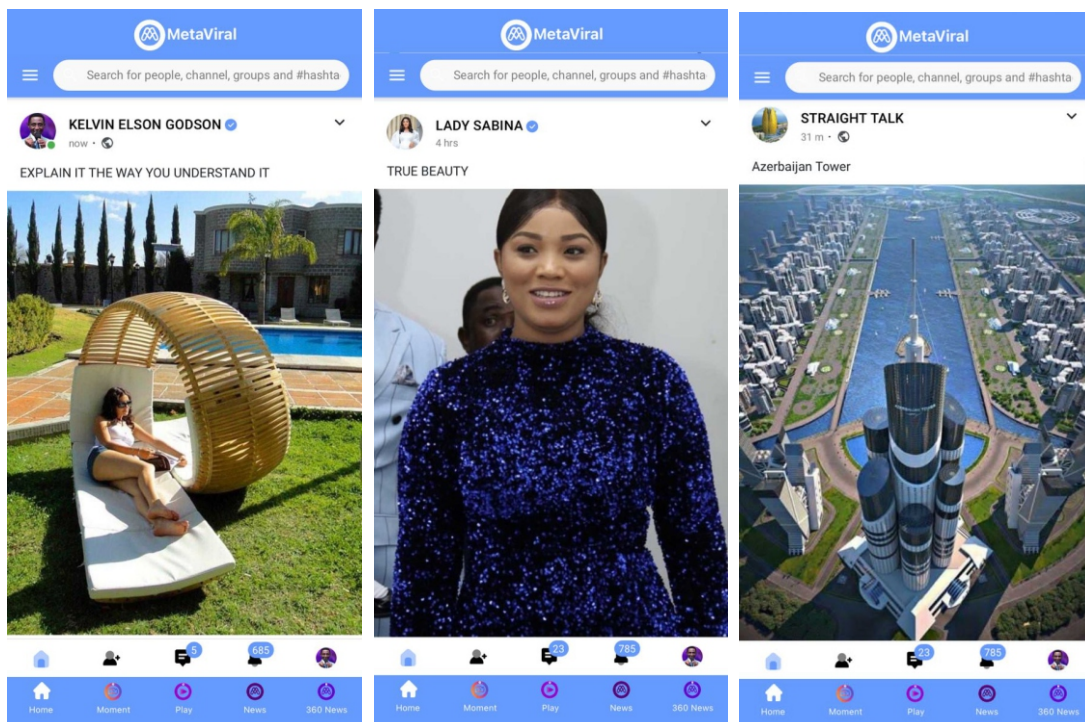 MetaViral
Search for people, channel, groups and #hashta
KELVIN ELSON GODSON
now
EXPLAIN IT THE WAY YOU UNDERSTAND IT
5
685
Home
Moment
Play
News
360 News
MetaViral
Search for people, channel, groups and #hashta
LADY SABINA
4 hrs
TRUE BEAUTY
23
785
Home
Moment
Play
News
360 News
MetaViral
Search for people, channel, groups and #hashta
STRAIGHT TALK
31 m
Azerbaijan Tower
23
785
Home
Moment
Play
News
360 News